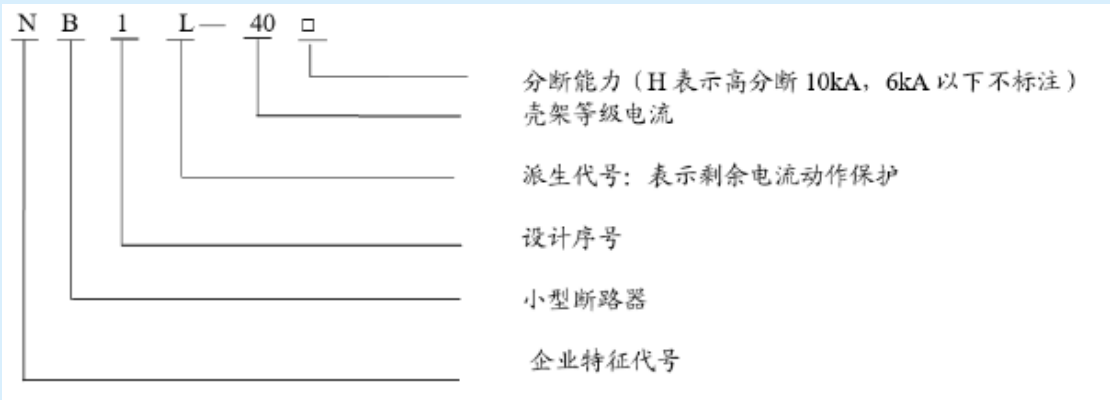 N B 1 L— 40 □
分断能力（H 表示高分断 10kA，6kA 以下不标注）
壳架等级电流
派生代号：表示剩余电流动作保护
设计序号
小型断路器
企业特征代号